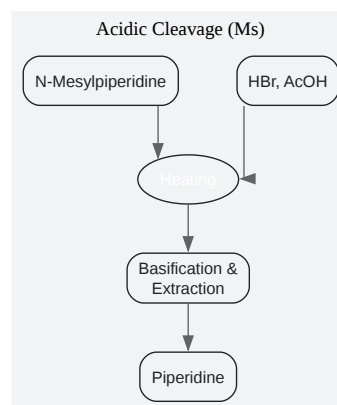 Acidic Cleavage (Ms)
N-Mesylpiperidine
HBr, AcOH
Heating
Basification &
Extraction
Piperidine